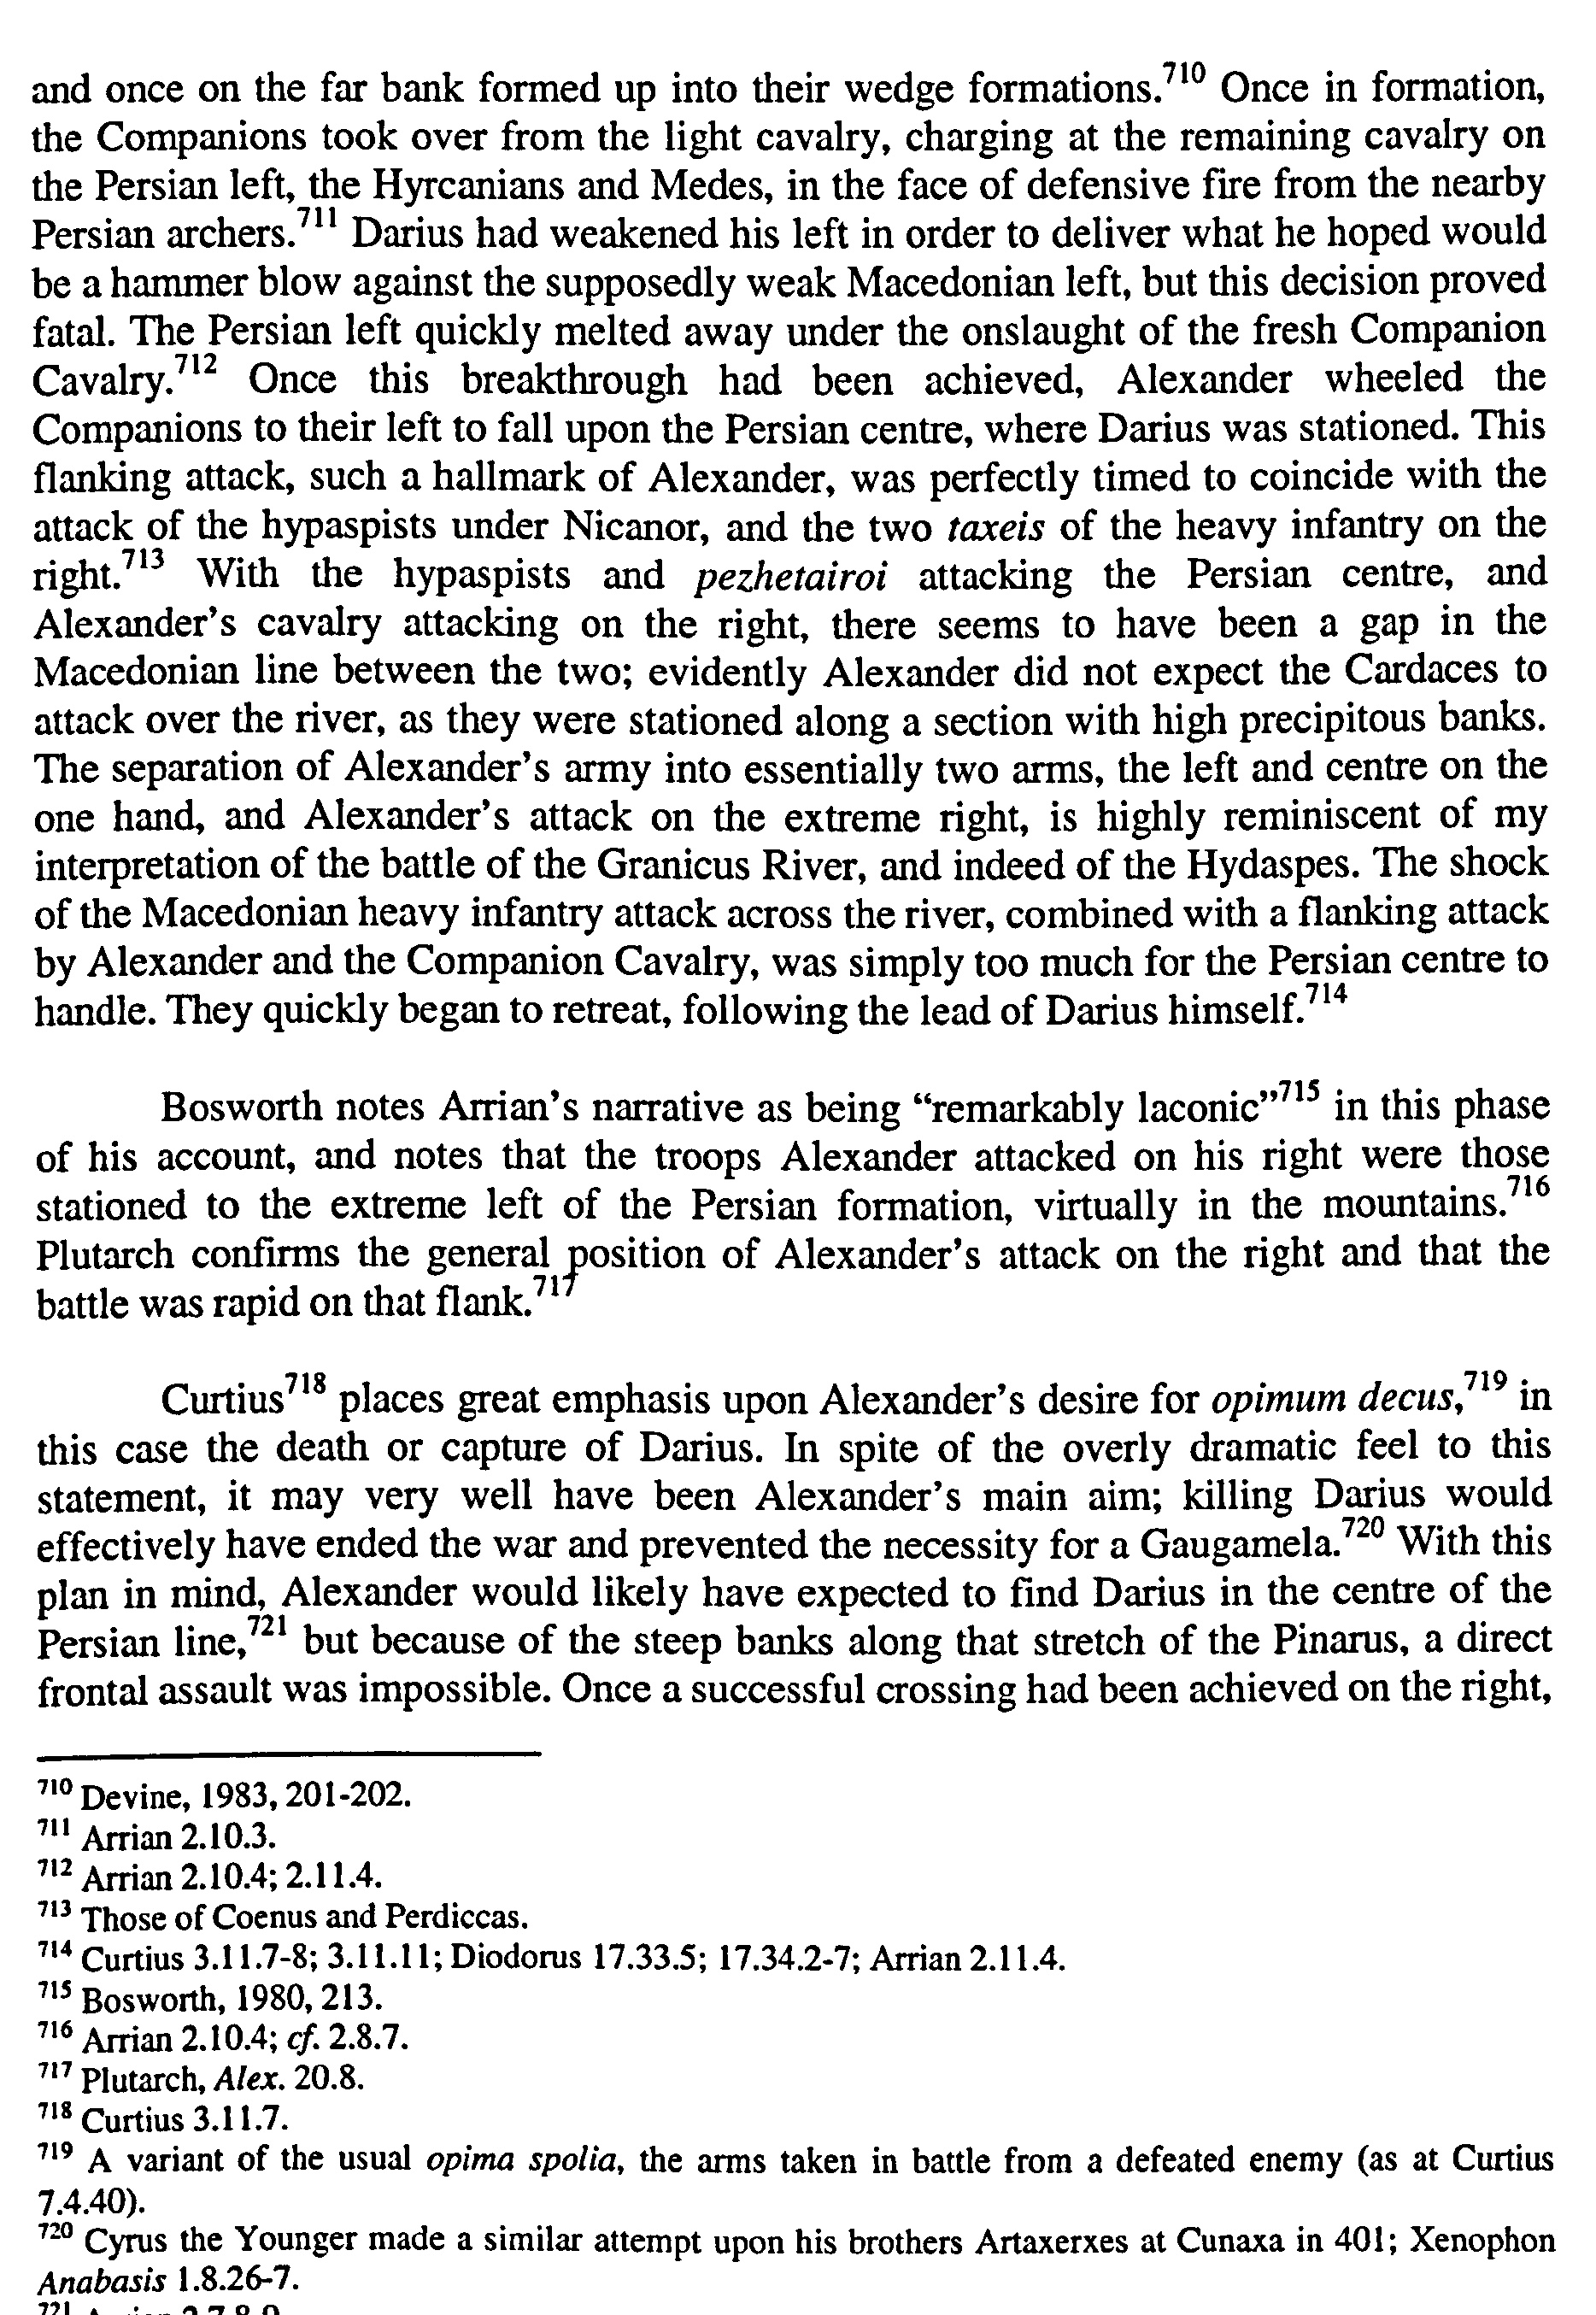 and once on the far bank formed up into their wedge formations.710 Once in formation,
the Companions took over from the light cavalry, charging at the remaining cavalry on
the Persian left, the Hyrcanians and Medes, in the face of defensive fire from the nearby
Persian archers.711 Darius had weakened his left in order to deliver what he hoped would
be a hammer blow against the supposedly weak Macedonian left, but this decision proved
fatal. The Persian left quickly melted away under the onslaught of the fresh Companion
Cavalry.712 Once this breakthrough had been achieved, Alexander wheeled the
Companions to their left to fall upon the Persian centre, where Darius was stationed. This
flanking attack, such a hallmark of Alexander, was perfectly timed to coincide with the
attack of the hypaspists under Nicanor, and the two taxeis of the heavy infantry on the
right.713 With the hypaspists and pezhetairoi attacking the Persian centre, and
Alexander's cavalry attacking on the right, there seems to have been a gap in the
Macedonian line between the two; evidently Alexander did not expect the Cardaces to
attack over the river, as they were stationed along a section with high precipitous banks.
The separation of Alexander's army into essentially two arms, the left and centre on the
one hand, and Alexander's attack on the extreme right, is highly reminiscent of my
interpretation of the battle of the Granicus River, and indeed of the Hydaspes. The shock
of the Macedonian heavy infantry attack across the river, combined with a flanking attack
by Alexander and the Companion Cavalry, was simply too much for the Persian centre to
handle. They quickly began to retreat, following the lead of Darius himself.714
Bosworth notes Arrian's narrative as being “remarkably laconic”715 in this phase
of his account, and notes that the troops Alexander attacked on his right were those
stationed to the extreme left of the Persian formation, virtually in the mountains.716
Plutarch confirms the general position of Alexander's attack on the right and that the
battle was rapid on that flank.717
Curtius718 places great emphasis upon Alexander's desire for opimum decus,719 in
this case the death or capture of Darius. In spite of the overly dramatic feel to this
statement, it may very well have been Alexander's main aim; killing Darius would
effectively have ended the war and prevented the necessity for a Gaugamela.720 With this
plan in mind, Alexander would likely have expected to find Darius in the centre of the
Persian line,721 but because of the steep banks along that stretch of the Pinarus, a direct
frontal assault was impossible. Once a successful crossing had been achieved on the right,
710 Devine, 1983, 201-202.
711 Arrian 2.10.3.
712 Arrian 2.10.4; 2.11.4.
713 Those of Coenus and Perdiccas.
714 Curtius 3.11.7-8; 3.11.11; Diodorus 17.33.5; 17.34.2-7; Arrian 2.11.4.
715 Bosworth, 1980, 213.
716 Arrian 2.10.4; cf. 2.8.7.
717 Plutarch, Alex. 20.8.
718 Curtius 3.11.7.
719 A variant of the usual opima spolia, the arms taken in battle from a defeated enemy (as at Curtius
7.4.40).
720 Cyrus the Younger made a similar attempt upon his brothers Artaxerxes at Cunaxa in 401; Xenophon
Anabasis 1.8.26-7.
721